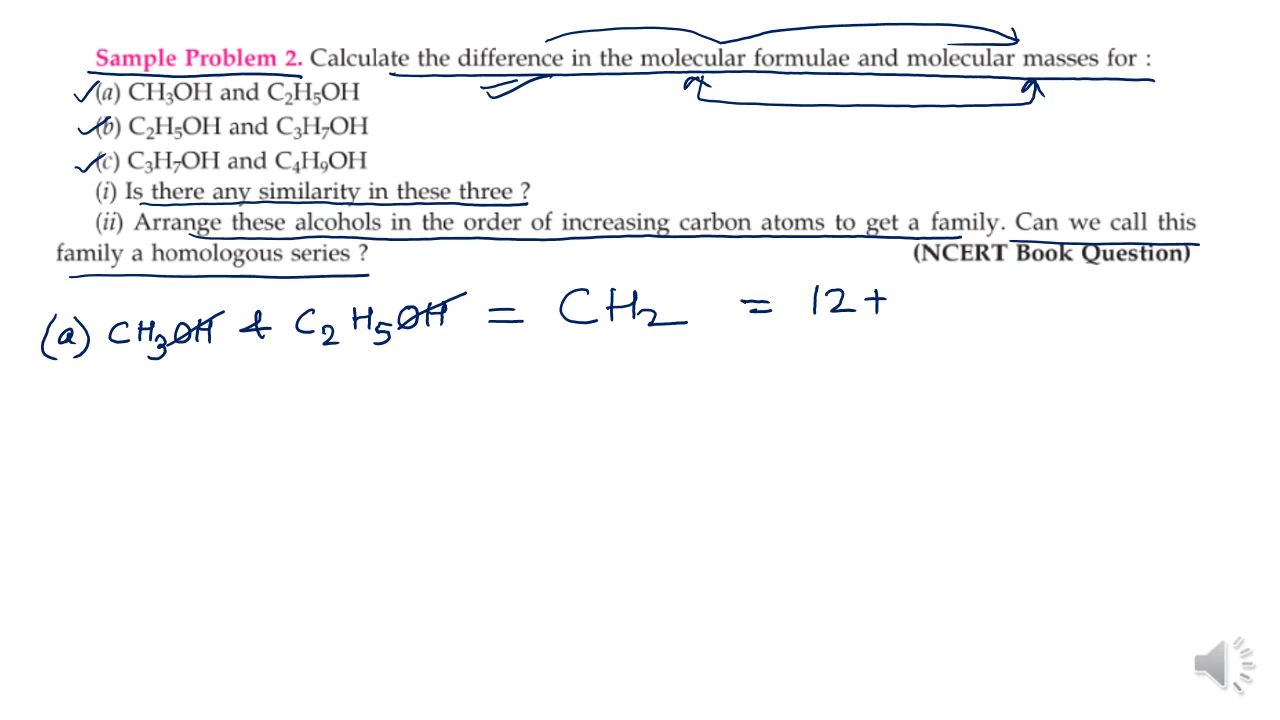 Sample Problem 2. Calculate the difference in the molecular formulae and molecular masses for :
(a) CH₃OH and C₂H₅OH
(b) C₂H₅OH and C₃H₇OH
(c) C₃H₇OH and C₄H₉OH
(i) Is there any similarity in these three ?
(ii) Arrange these alcohols in the order of increasing carbon atoms to get a family. Can we call this
family a homologous series ? (NCERT Book Question)
(a) CH₃OH & C₂H₅OH = CH₂ = 12+